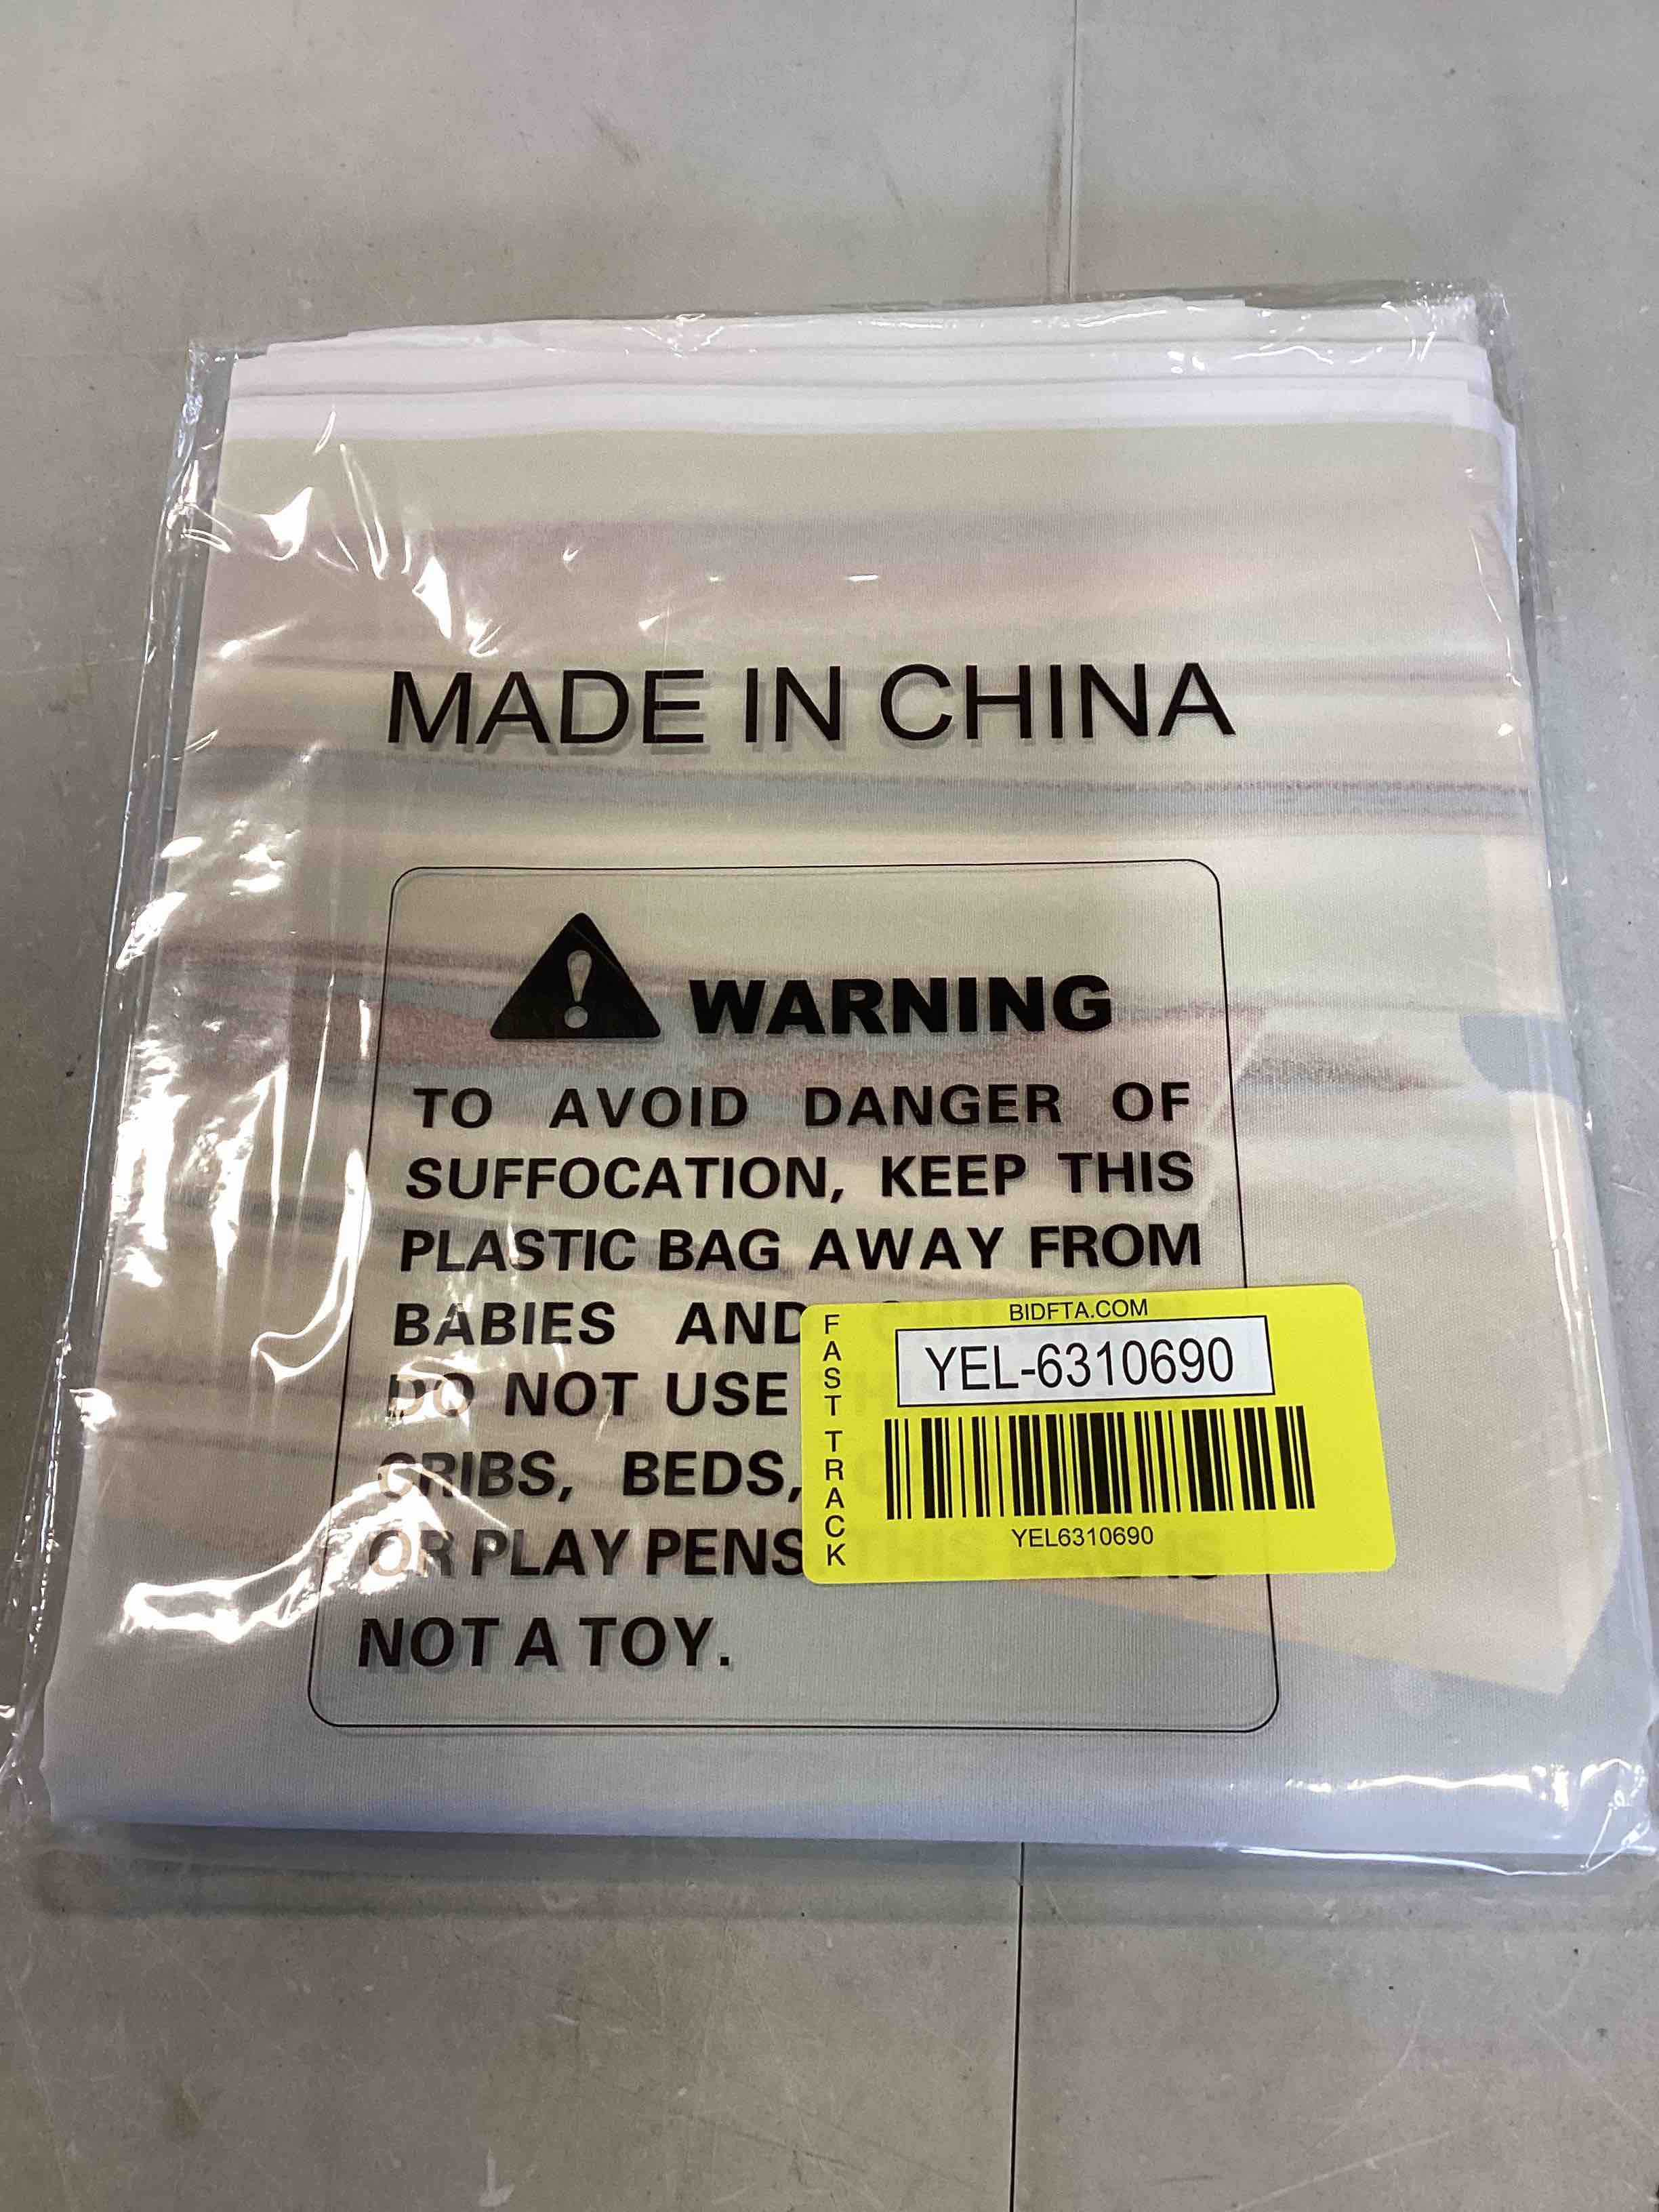 MADE IN CHINA
WARNING
TO AVOID DANGER OF
SUFFOCATION, KEEP THIS
PLASTIC BAG AWAY FROM
BABIES AND
DO NOT USE
CRIBS, BEDS,
OR PLAY PENS
NOT A TOY.
FAST TRACK
BIDFTA.COM
YEL-6310690
YEL6310690